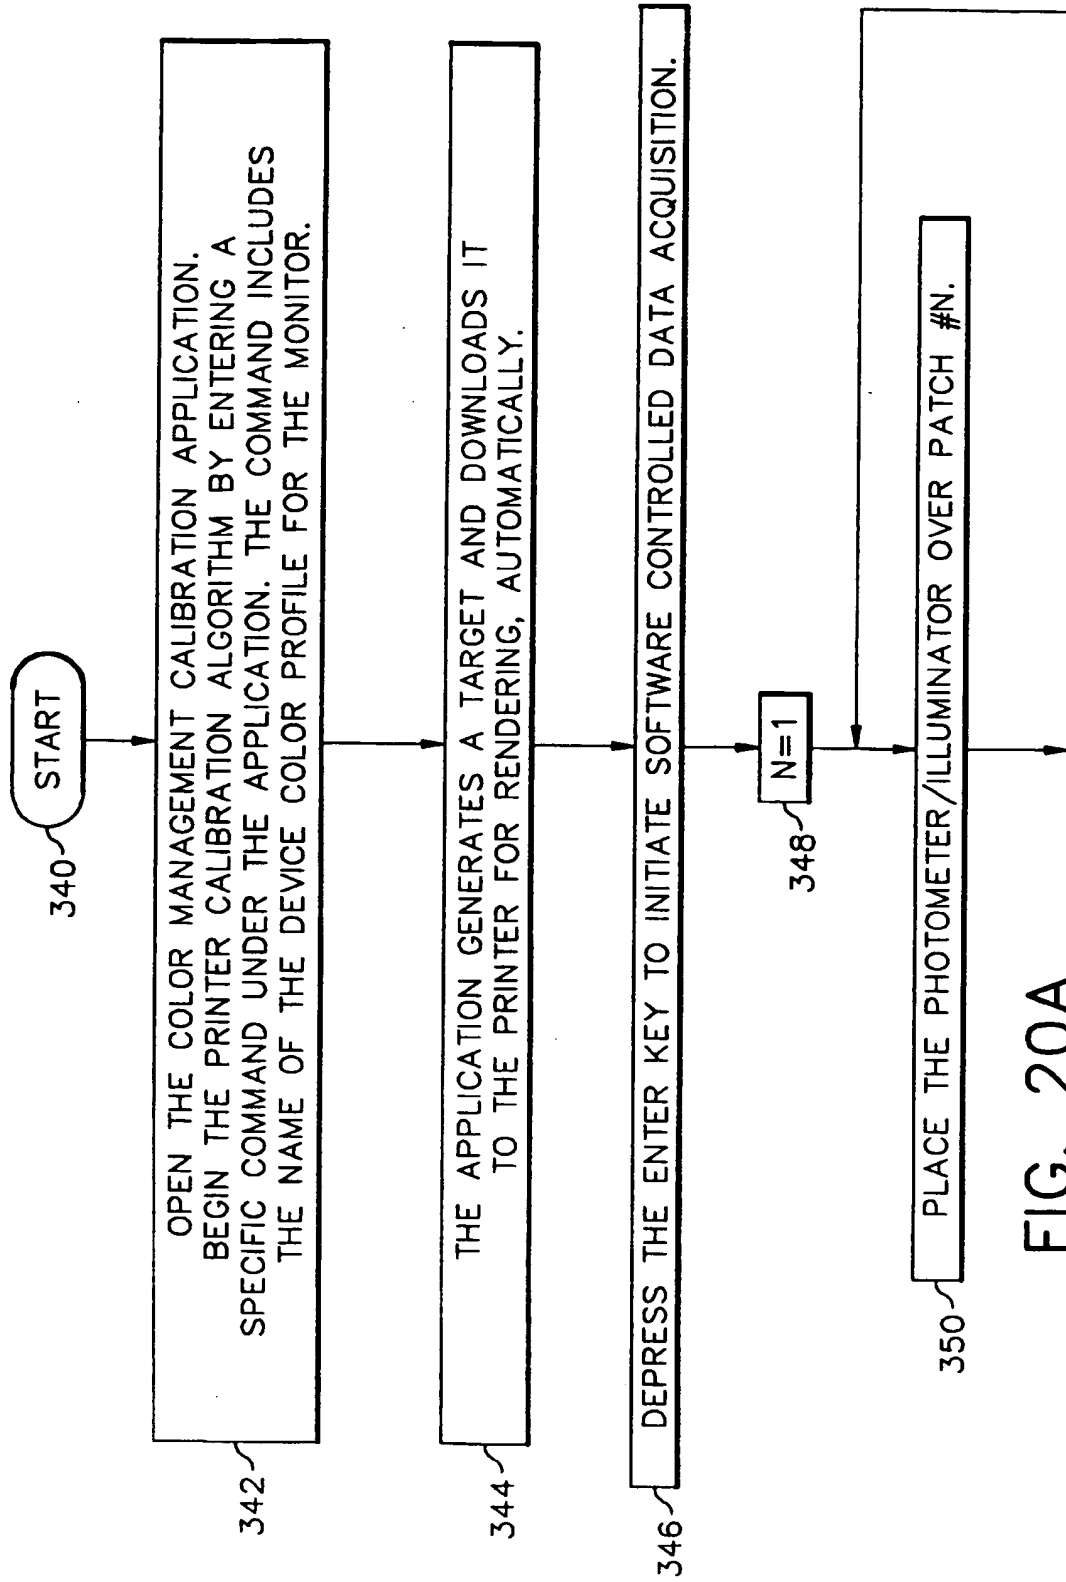 START
340
OPEN THE COLOR MANAGEMENT CALIBRATION APPLICATION.
BEGIN THE PRINTER CALIBRATION ALGORITHM BY ENTERING A
SPECIFIC COMMAND UNDER THE APPLICATION. THE COMMAND INCLUDES
THE NAME OF THE DEVICE COLOR PROFILE FOR THE MONITOR.
342
THE APPLICATION GENERATES A TARGET AND DOWNLOADS IT
TO THE PRINTER FOR RENDERING, AUTOMATICALLY.
344
DEPRESS THE ENTER KEY TO INITIATE SOFTWARE CONTROLLED DATA ACQUISITION.
346
N=1
348
PLACE THE PHOTOMETER/ILLUMINATOR OVER PATCH #N.
350
FIG. 20A